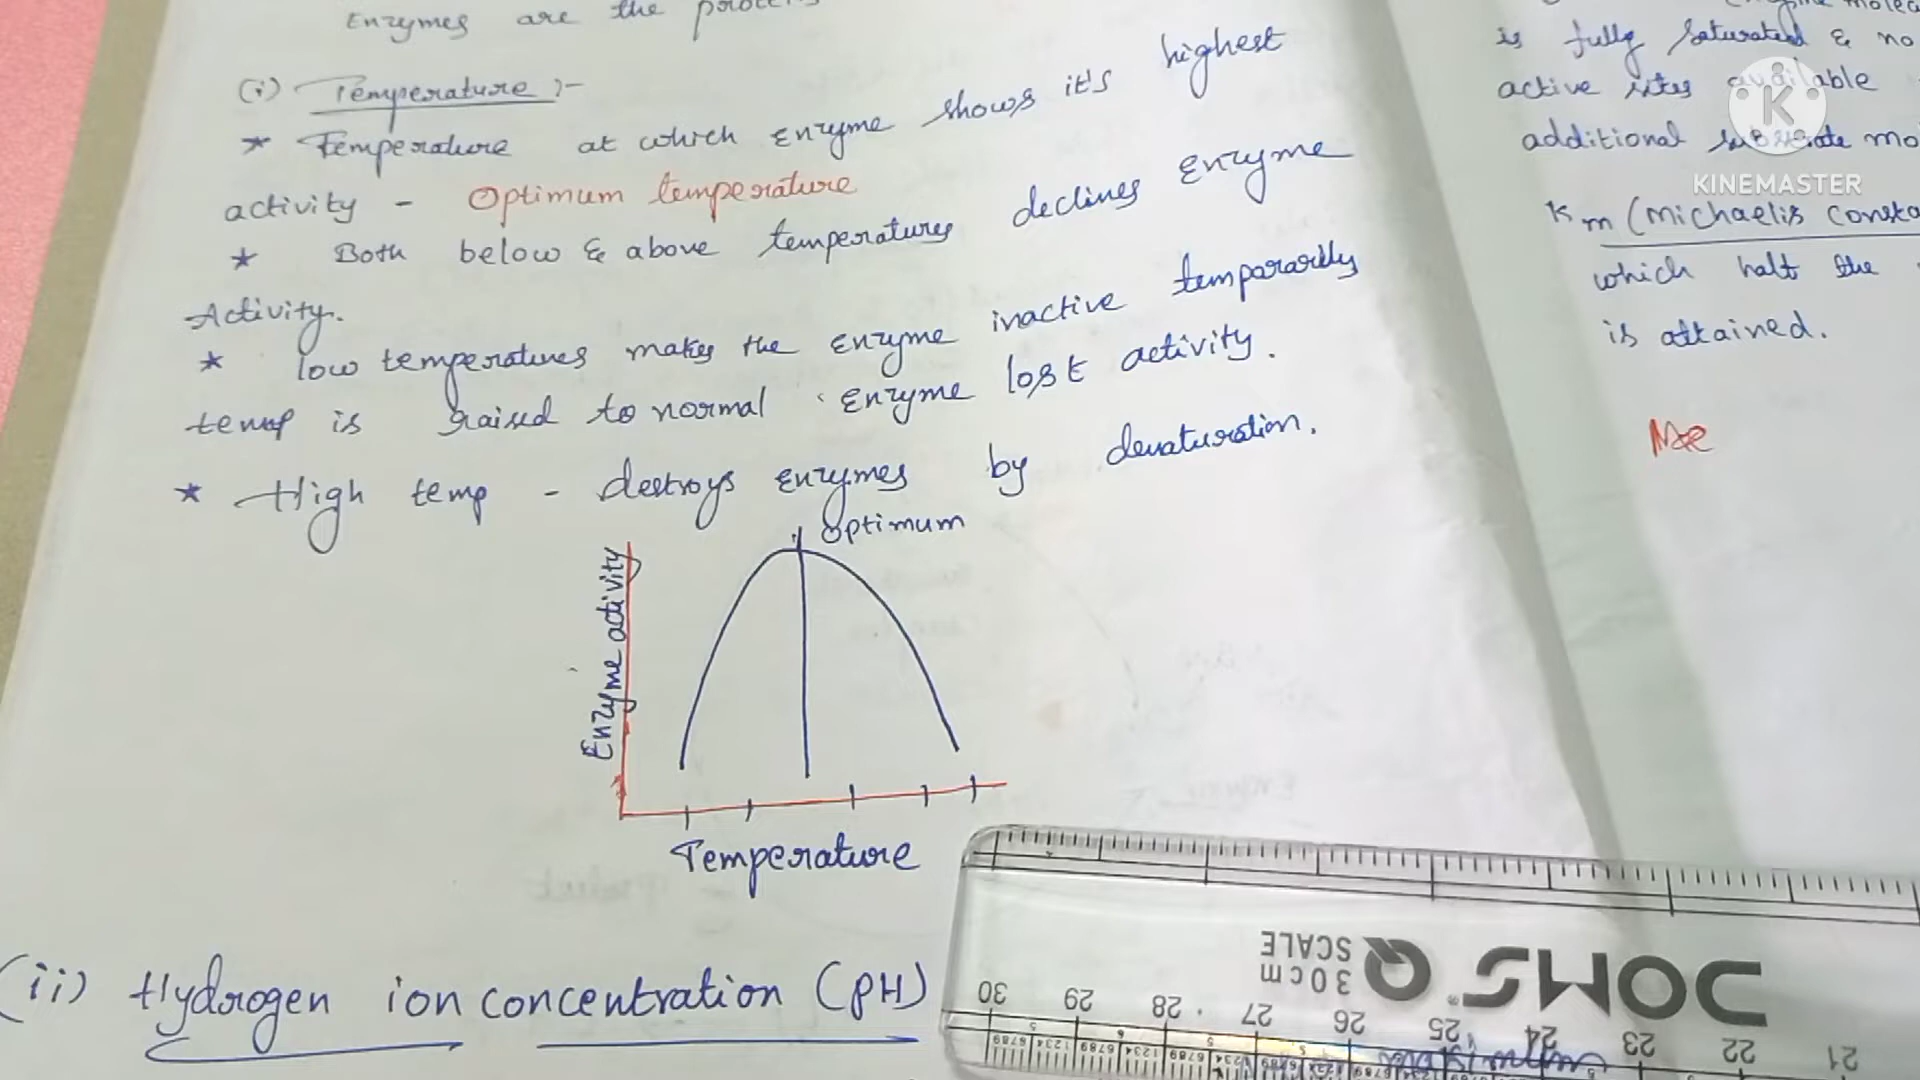 Enzymes are the protein
(i) Temperature :-
* Temperature at which enzyme shows it's highest
activity - Optimum temperature
* Both below & above temperatures declines enzyme
Activity.
* low temperatures makes the enzyme inactive temporarily
temp is raised to normal enzyme lost activity.
* High temp - destroys enzymes by denaturation.
Optimum
Enzyme activity
Temperature
(ii) Hydrogen ion concentration (pH)
is fully saturated & no
active sites available
additional substrate mo
Km (Michaelis consta
which half the
is attained.
Me
K
KINEMASTER
DOMS Q
30cm
SCALE
30 29 28 27 26 25 24 23 22 21